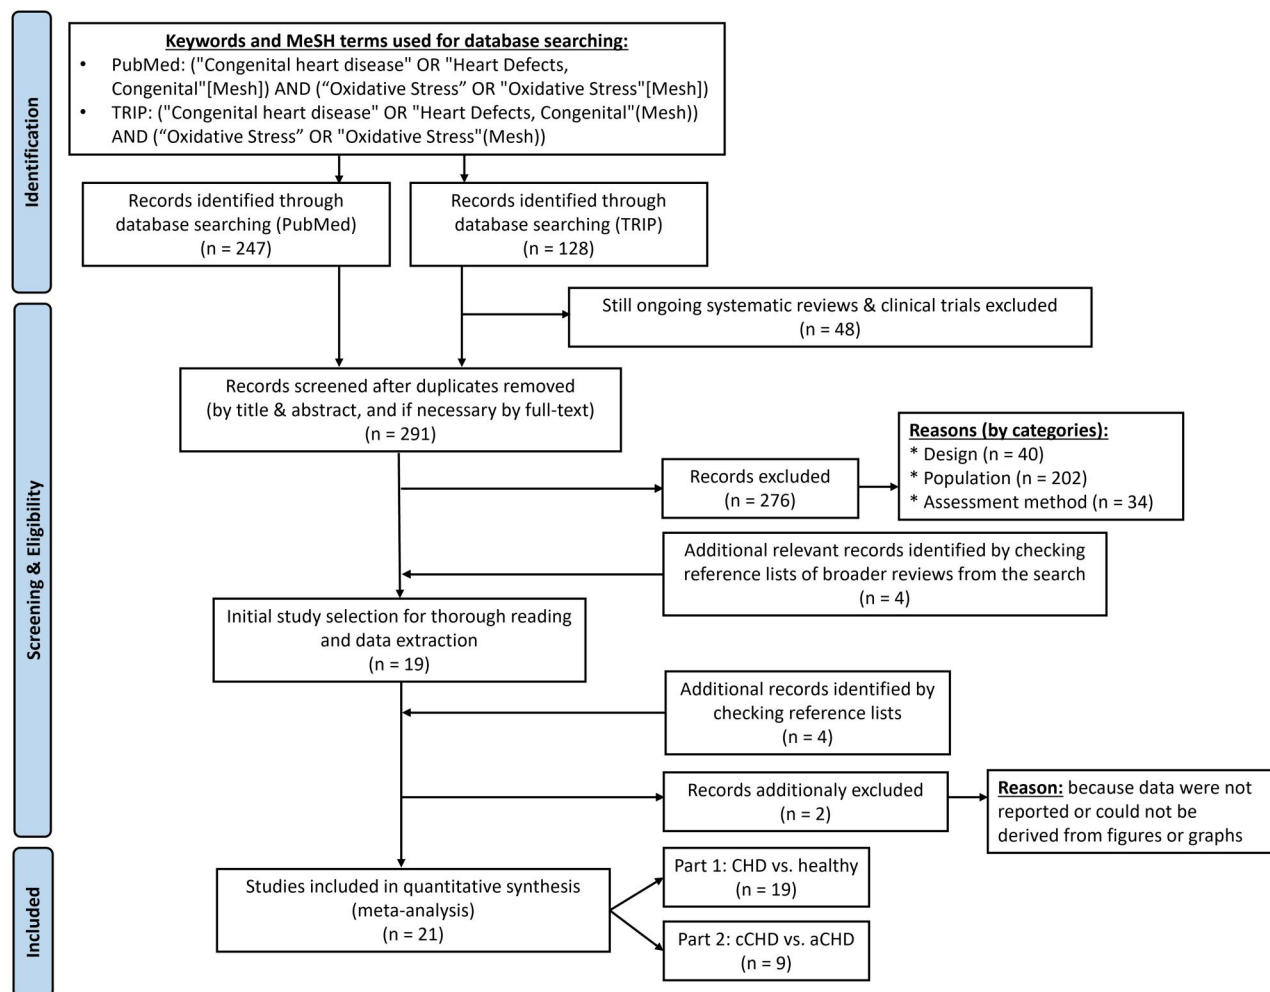 Identification
Keywords and MeSH terms used for database searching:
• PubMed: ("Congenital heart disease" OR "Heart Defects,
Congenital"[Mesh]) AND (“Oxidative Stress” OR "Oxidative Stress"[Mesh])
• TRIP: ("Congenital heart disease" OR "Heart Defects, Congenital"(Mesh))
AND (“Oxidative Stress” OR "Oxidative Stress"(Mesh))
Records identified through
database searching (PubMed)
(n = 247)
Records identified through
database searching (TRIP)
(n = 128)
Screening & Eligibility
Still ongoing systematic reviews & clinical trials excluded
(n = 48)
Records screened after duplicates removed
(by title & abstract, and if necessary by full-text)
(n = 291)
Records excluded
(n = 276)
Reasons (by categories):
* Design (n = 40)
* Population (n = 202)
* Assessment method (n = 34)
Additional relevant records identified by checking
reference lists of broader reviews from the search
(n = 4)
Initial study selection for thorough reading
and data extraction
(n = 19)
Additional records identified by
checking reference lists
(n = 4)
Records additionaly excluded
(n = 2)
Reason: because data were not
reported or could not be
derived from figures or graphs
Included
Studies included in quantitative synthesis
(meta-analysis)
(n = 21)
Part 1: CHD vs. healthy
(n = 19)
Part 2: cCHD vs. aCHD
(n = 9)